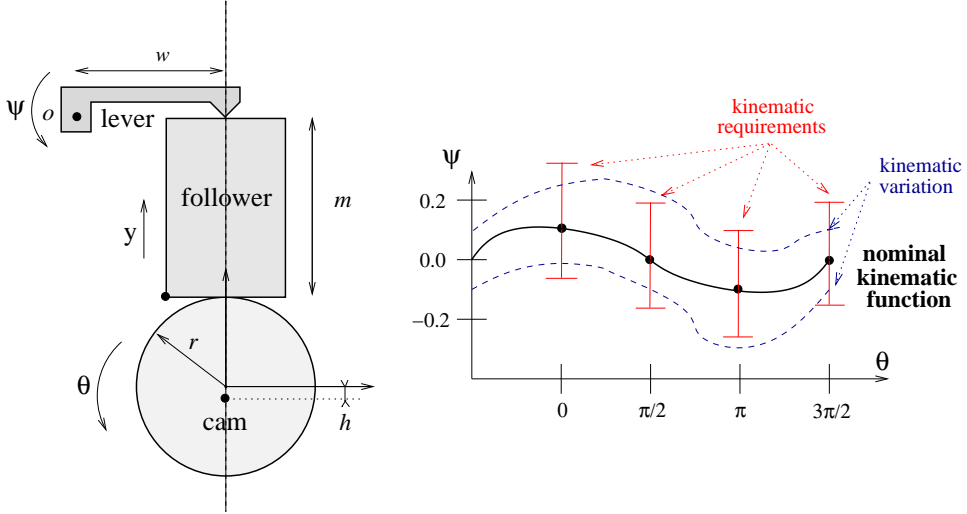 w
ψ
o
lever
follower
m
y
r
θ
cam
h
kinematic
requirements
ψ
kinematic
variation
0.2
0.0
−0.2
nominal
kinematic
function
θ
0
π/2
π
3π/2